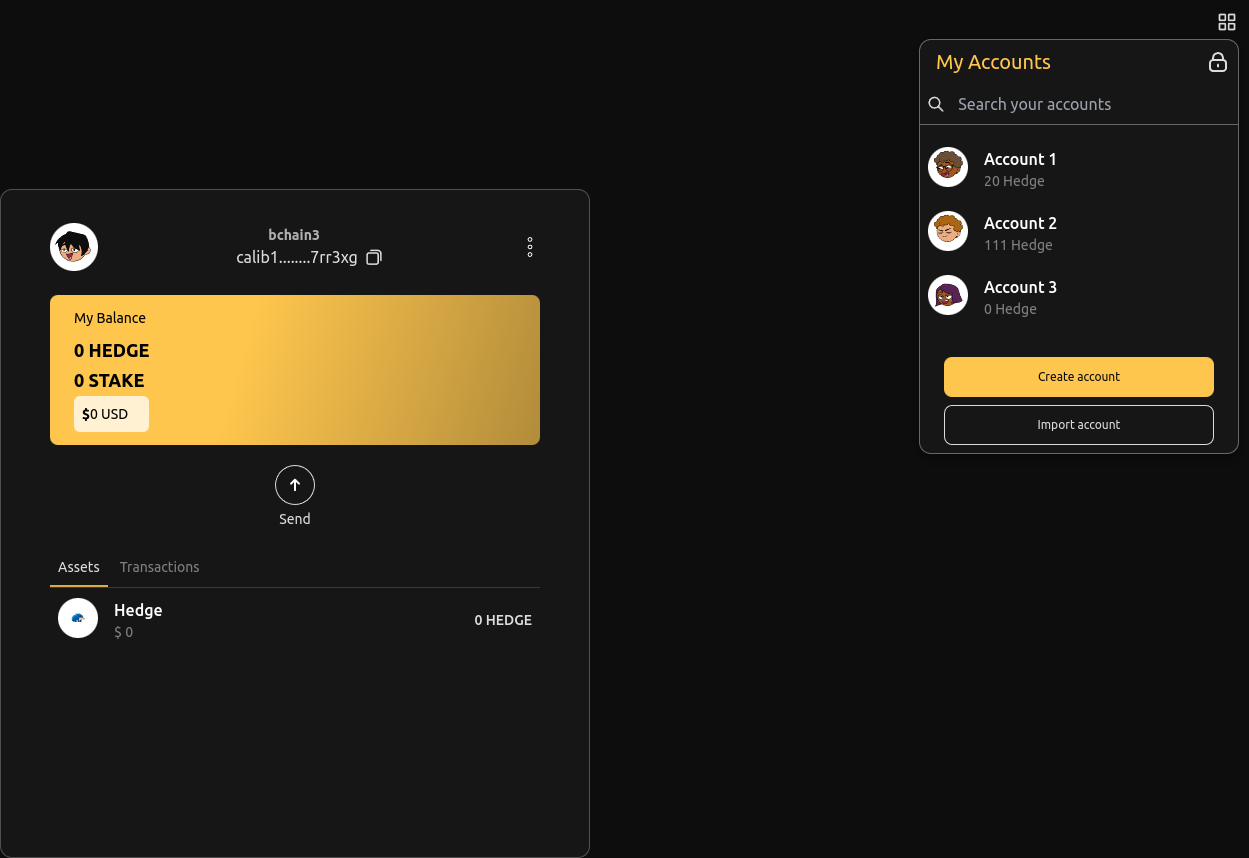 My Accounts
Search your accounts
Account 1
20 Hedge
Account 2
111 Hedge
Account 3
0 Hedge
Create account
Import account
bchain3
calib1........7rr3xg
My Balance
0 HEDGE
0 STAKE
$0 USD
Send
Assets Transactions
Hedge
$ 0
0 HEDGE